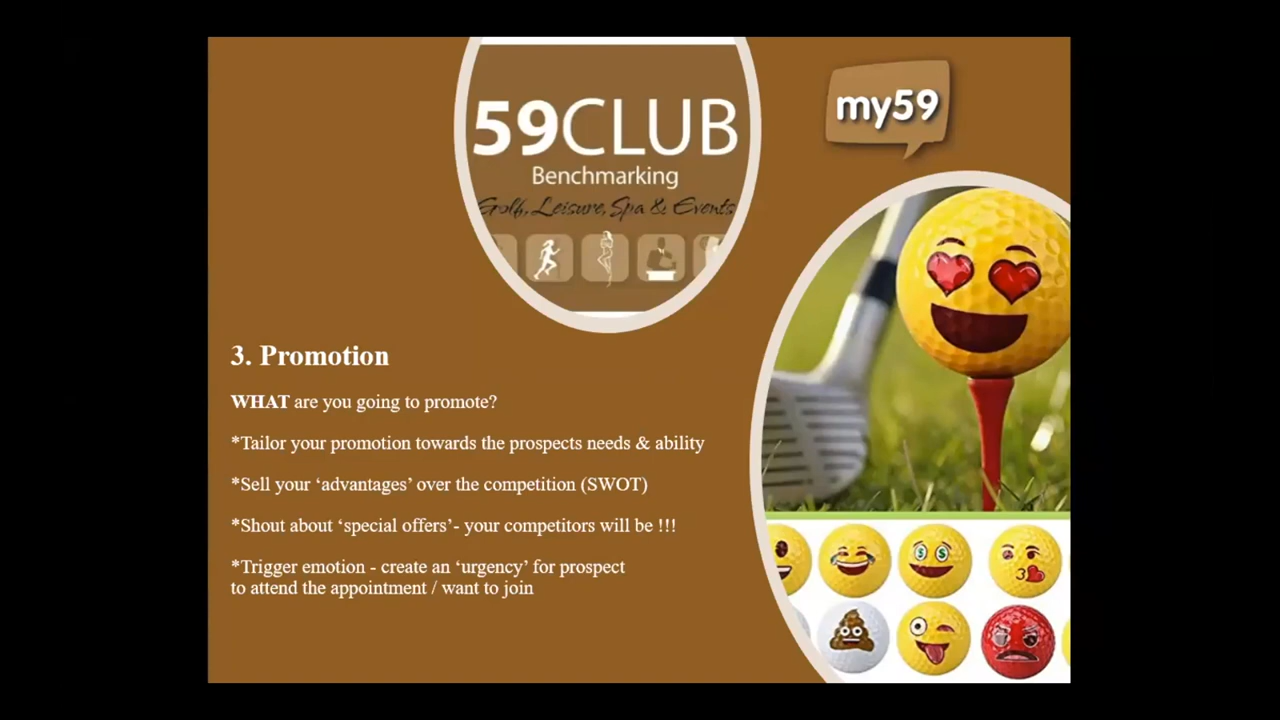 59CLUB
Benchmarking
Golf, Leisure, Spa & Events
my59
3. Promotion
WHAT are you going to promote?
*Tailor your promotion towards the prospects needs & ability
*Sell your ‘advantages’ over the competition (SWOT)
*Shout about ‘special offers’- your competitors will be !!!
*Trigger emotion - create an ‘urgency’ for prospect
to attend the appointment / want to join